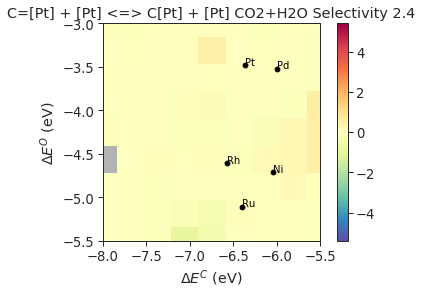 C=[Pt] + [Pt] <=> C[Pt] + [Pt] CO2+H2O Selectivity 2.4
−3.0
−3.5
−4.0
−4.5
−5.0
−5.5
ΔE^O (eV)
Pt
Pd
Rh
Ni
Ru
−8.0 −7.5 −7.0 −6.5 −6.0 −5.5
ΔE^C (eV)
4
2
0
−2
−4